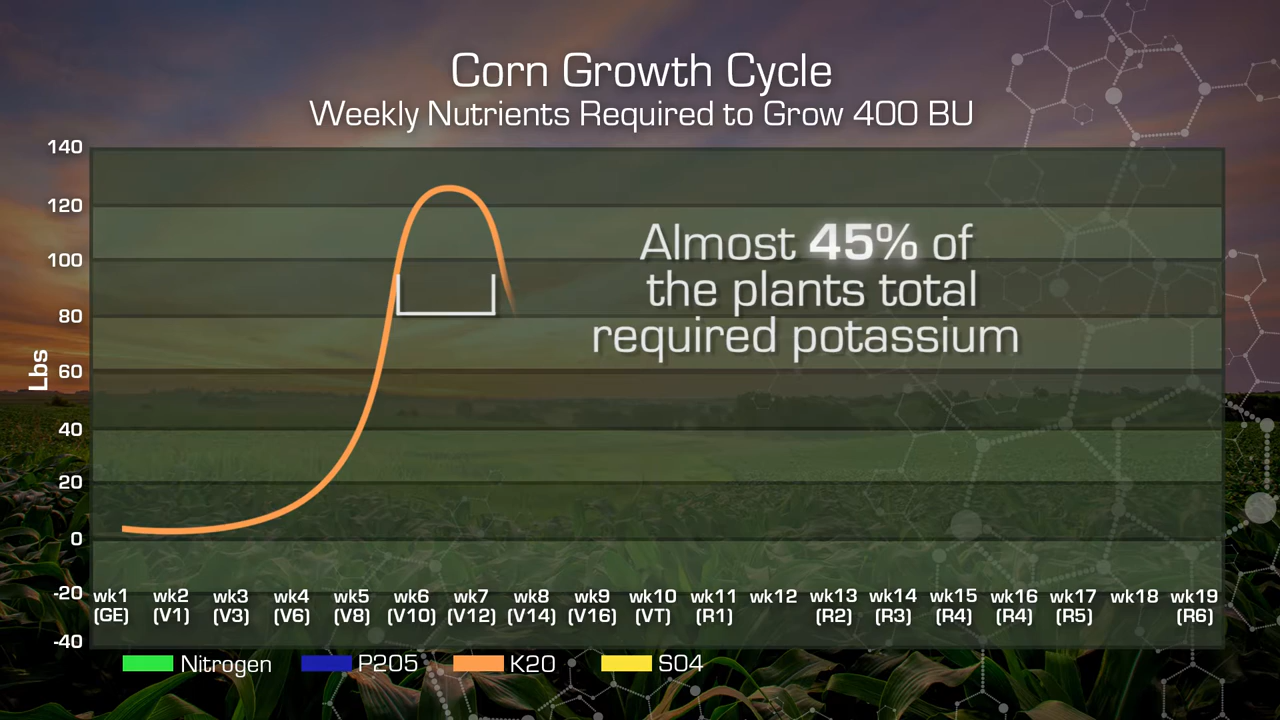 Corn Growth Cycle
Weekly Nutrients Required to Grow 400 BU
140
120
100
80
60
40
20
0
-20
-40
Lbs
Almost 45% of
the plants total
required potassium
wk1 wk2 wk3 wk4 wk5 wk6 wk7 wk8 wk9 wk10 wk11 wk12 wk13 wk14 wk15 wk16 wk17 wk18 wk19
(GE) (V1) (V3) (V6) (V8) (V10) (V12) (V14) (V16) (VT) (R1) (R2) (R3) (R4) (R4) (R5) (R6)
Nitrogen P205 K20 S04